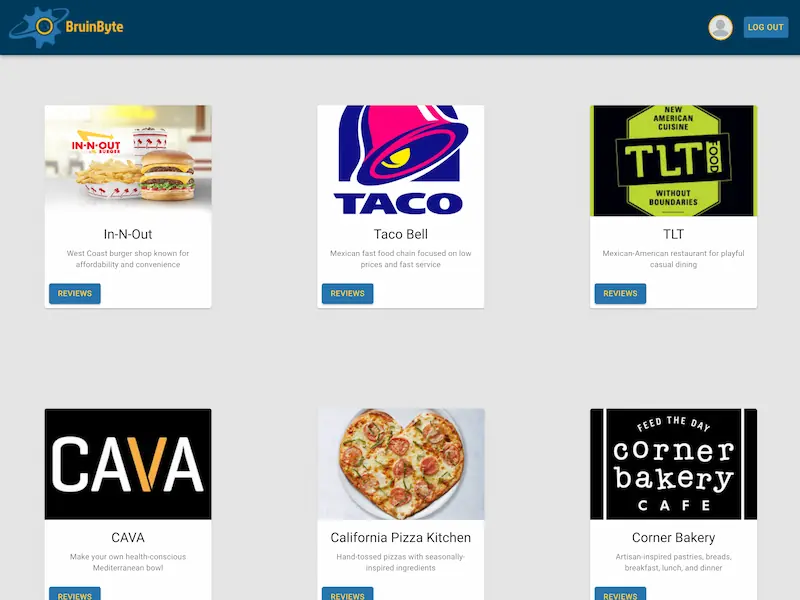 BruinByte
LOG OUT
IN-N-OUT
BURGER
TACO
NEW
AMERICAN
CUISINE
TLT
FOOD
WITHOUT
BOUNDARIES
In-N-Out
West Coast burger shop known for
affordability and convenience
REVIEWS
Taco Bell
Mexican fast food chain focused on low
prices and fast service
REVIEWS
TLT
Mexican-American restaurant for playful
casual dining
REVIEWS
CAVA
FEED THE DAY
corner
bakery
CAFE
CAVA
Make your own health-conscious
Mediterranean bowl
REVIEWS
California Pizza Kitchen
Hand-tossed pizzas with seasonally-
inspired ingredients
REVIEWS
Corner Bakery
Artisan-inspired pastries, breads,
breakfast, lunch, and dinner
REVIEWS